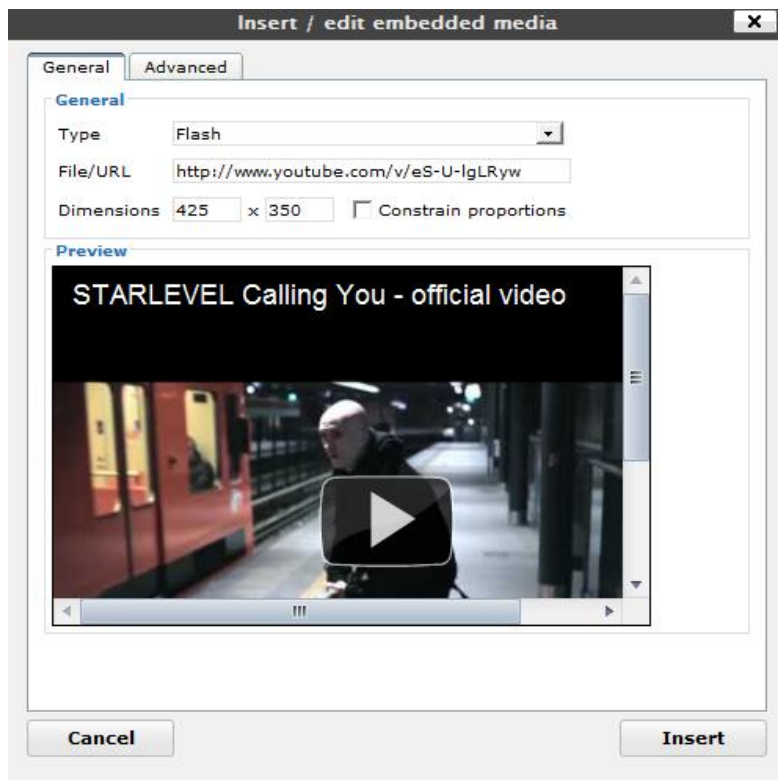 Insert / edit embedded media
General Advanced
General
Type Flash
File/URL http://www.youtube.com/v/eS-U-lgLRyw
Dimensions 425 x 350 Constrain proportions
Preview
STARLEVEL Calling You - official video
Cancel Insert